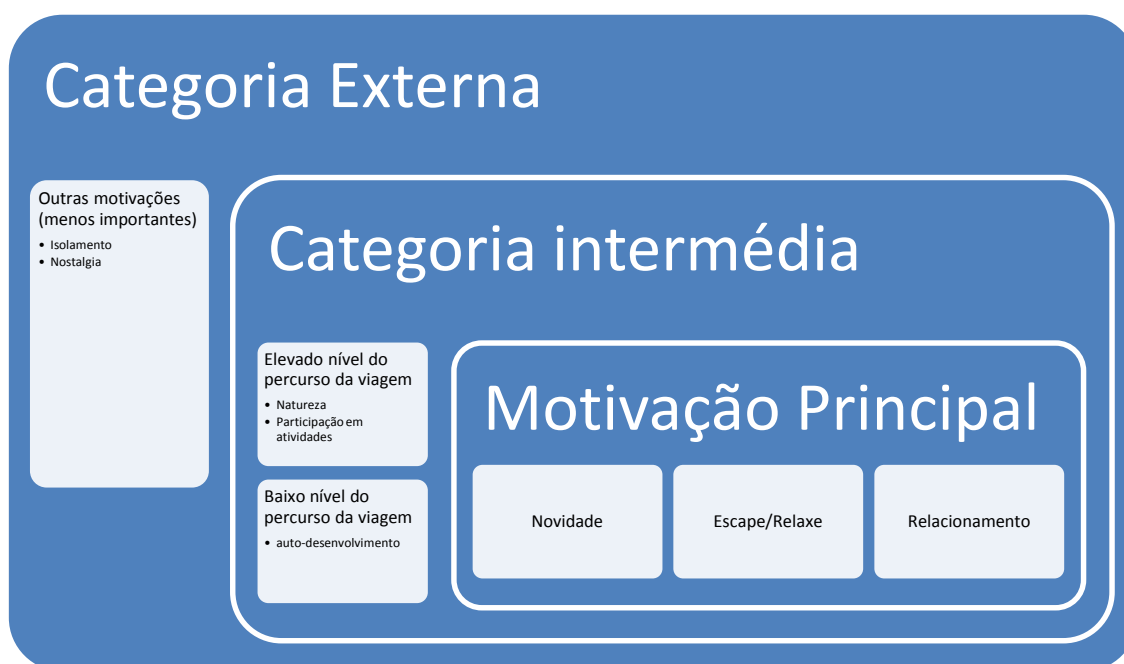 Categoria Externa
Outras motivações
(menos importantes)
• Isolamento
• Nostalgia
Categoria intermédia
Elevado nível do
percurso da viagem
• Natureza
• Participação em
atividades
Baixo nível do
percurso da viagem
• auto-desenvolvimento
Motivação Principal
Novidade
Escape/Relaxe
Relacionamento